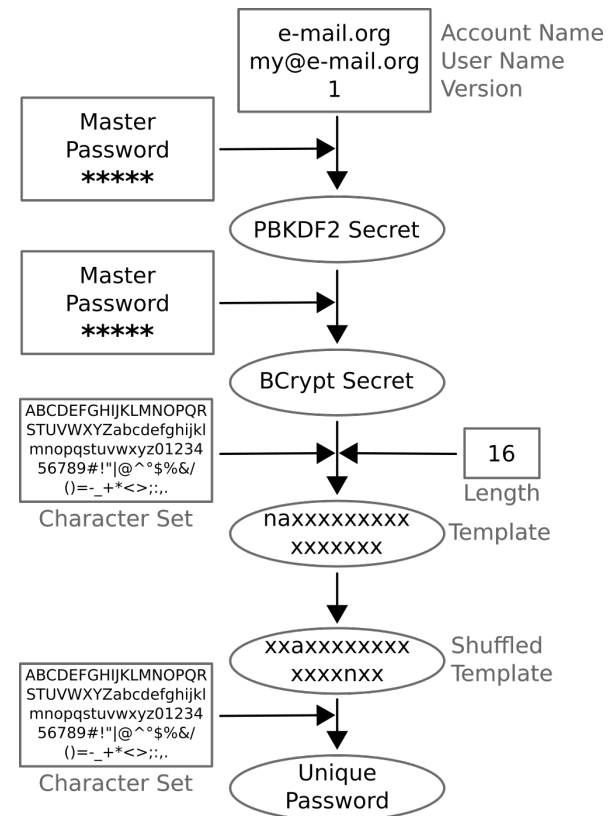 e-mail.org
my@e-mail.org
1
Account Name
User Name
Version
Master
Password
*****
PBKDF2 Secret
Master
Password
*****
BCrypt Secret
ABCDEFGHIJKLMNOPQR
STUVWXYZabcdefghijkl
mnopqstuvwxyz01234
56789#!"|@^°$%&/
()=-_+*<>;:,.
Character Set
16
Length
naxxxxxxxxx
xxxxxxx
Template
xxaxxxxxxxx
xxxxnxx
Shuffled
Template
ABCDEFGHIJKLMNOPQR
STUVWXYZabcdefghijkl
mnopqstuvwxyz01234
56789#!"|@^°$%&/
()=-_+*<>;:,.
Character Set
Unique
Password